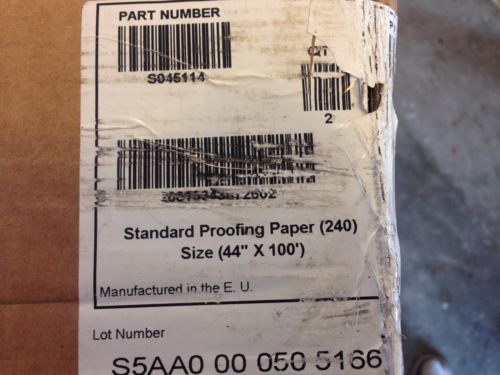 PART NUMBER
S045114
QT
2
Standard Proofing Paper (240)
Size (44" X 100')
Manufactured in the E. U.
Lot Number
S5AA0 00 050 5166